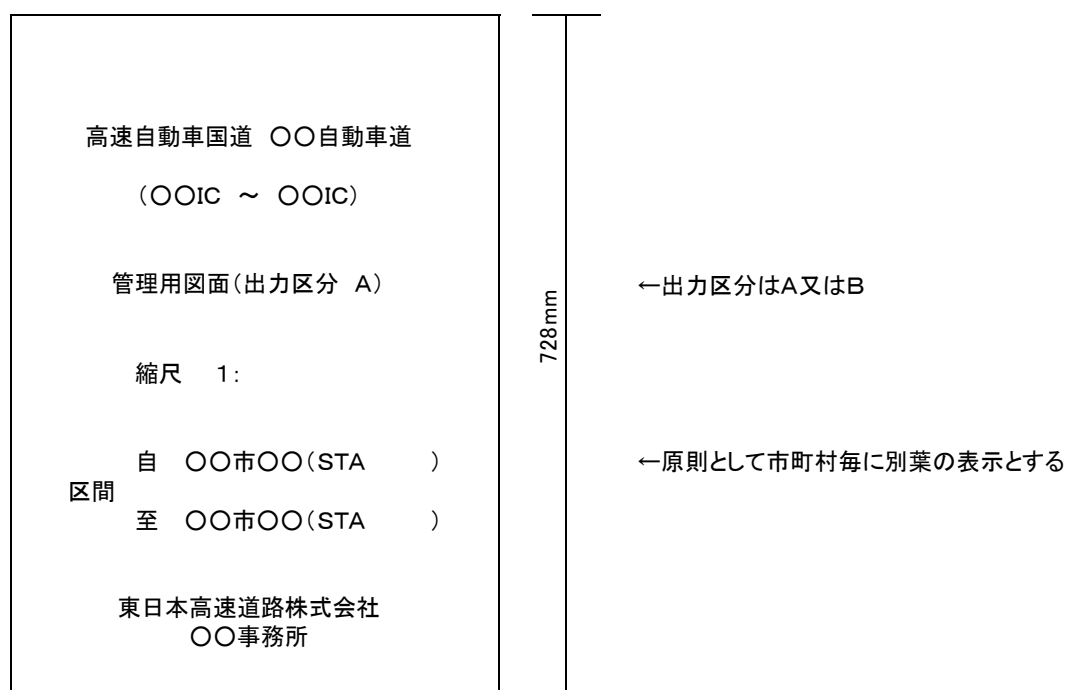 高速自動車国道　〇〇自動車道
（〇〇IC　～　〇〇IC）
管理用図面（出力区分　A）
←出力区分はA又はB
728mm
縮尺　1：
自　〇〇市〇〇（STA　　　）
←原則として市町村毎に別葉の表示とする
区間
至　〇〇市〇〇（STA　　　）
東日本高速道路株式会社
〇〇事務所